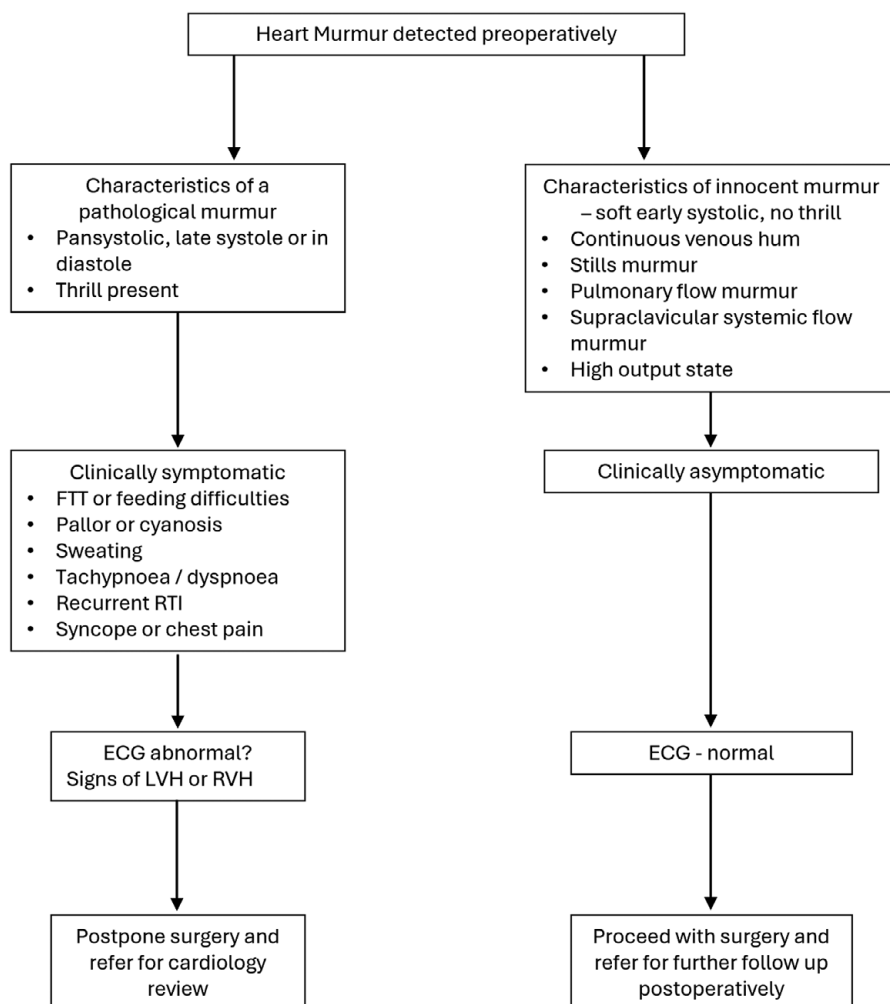 Heart Murmur detected preoperatively
Characteristics of a
pathological murmur
• Pansystolic, late systole or in
diastole
• Thrill present
Characteristics of innocent murmur
– soft early systolic, no thrill
• Continuous venous hum
• Stills murmur
• Pulmonary flow murmur
• Supraclavicular systemic flow
murmur
• High output state
Clinically symptomatic
• FTT or feeding difficulties
• Pallor or cyanosis
• Sweating
• Tachypnoea / dyspnoea
• Recurrent RTI
• Syncope or chest pain
Clinically asymptomatic
ECG abnormal?
Signs of LVH or RVH
ECG - normal
Postpone surgery and
refer for cardiology
review
Proceed with surgery and
refer for further follow up
postoperatively